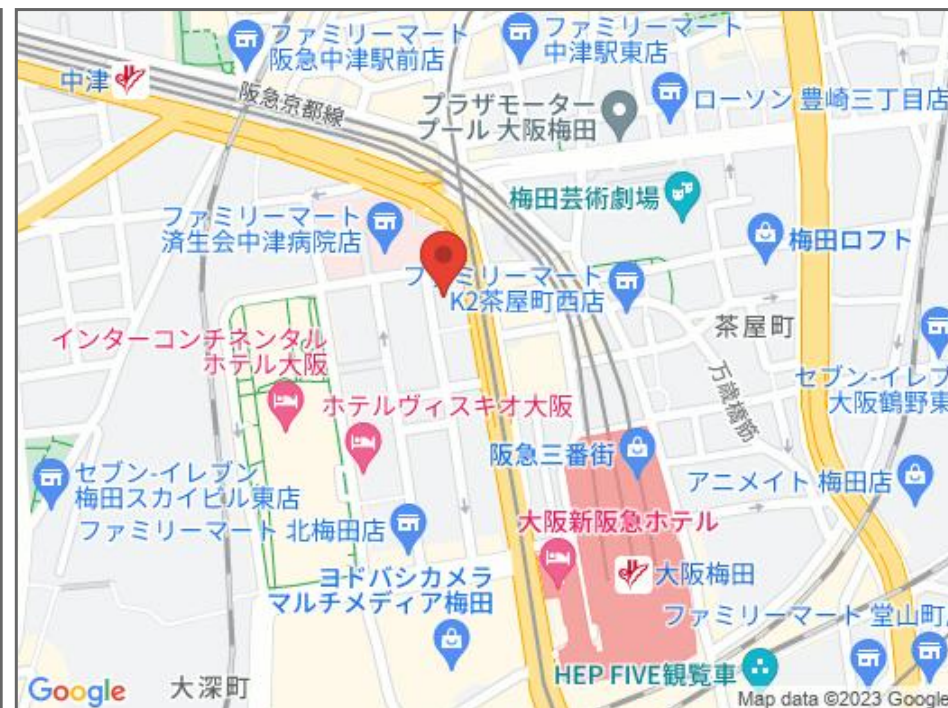 ファミリーマート
阪急中津駅前店
ファミリーマート
中津駅東店
中津
阪急京都線
プラザモーター
プール 大阪梅田
ローソン 豊崎三丁目店
梅田芸術劇場
ファミリーマート
済生会中津病院店
梅田ロフト
ファミリーマート
K2茶屋町西店
茶屋町
インターコンチネンタル
ホテル大阪
万歳橋筋
セブン-イレブ
大阪鶴野東
ホテルヴィスキオ大阪
阪急三番街
セブン-イレブン
梅田スカイビル東店
アニメイト 梅田店
ファミリーマート 北梅田店
大阪新阪急ホテル
ヨドバシカメラ
マルチメディア梅田
大阪梅田
ファミリーマート 堂山町
HEP FIVE観覧車
Google
大深町
Map data ©2023 Google